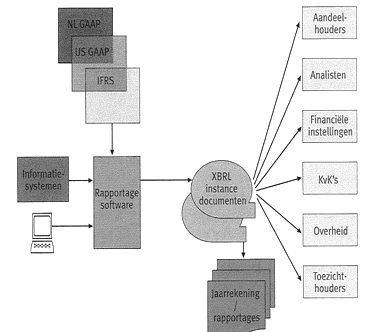 NL GAAP
US GAAP
IFRS
Informatie-
systemen
Rapportage
software
XBRL
instance
documenten
Jaarrekening
/
rapportages
Aandeel-
houders
Analisten
Financiële
instellingen
KvK's
Overheid
Toezicht-
houders